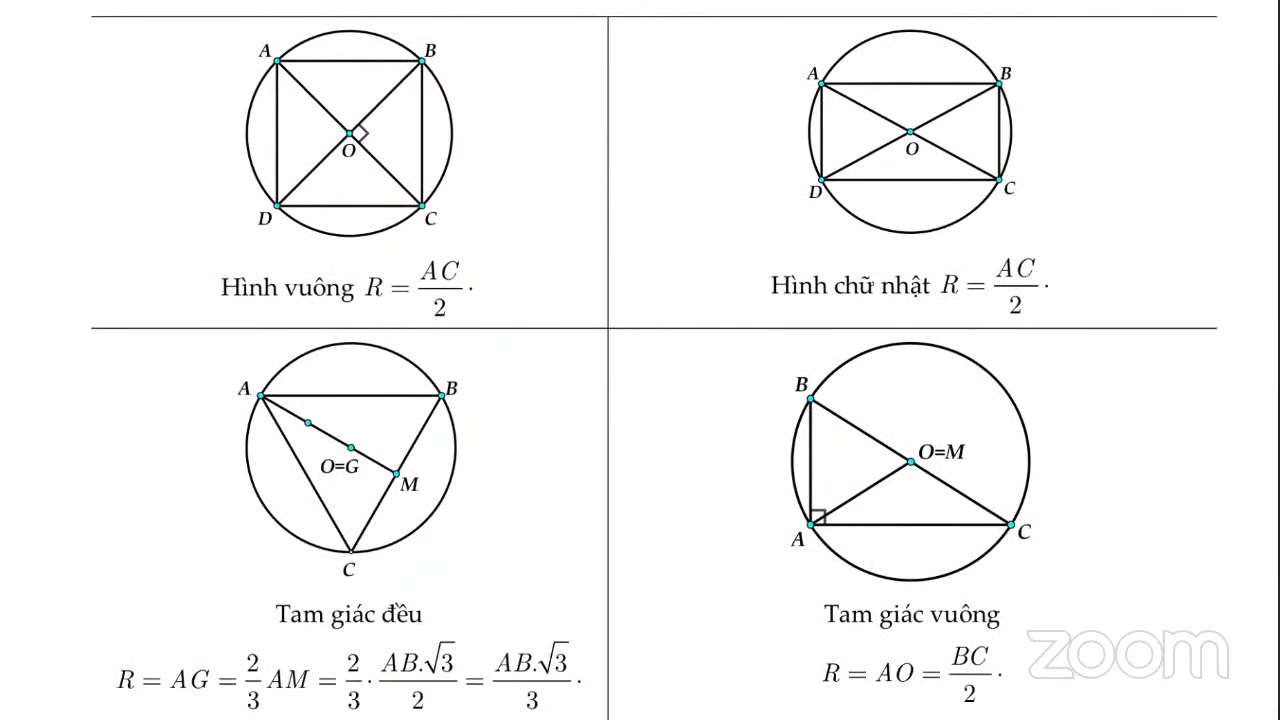 A B
O
D C
Hình vuông R = AC/2 .
A B
O
D C
Hình chữ nhật R = AC/2 .
A B
O=G
M
C
Tam giác đều
R = AG = 2/3 AM = 2/3 . AB.√3/2 = AB.√3/3 .
B
O=M
A C
Tam giác vuông
R = AO = BC/2 .
zoom